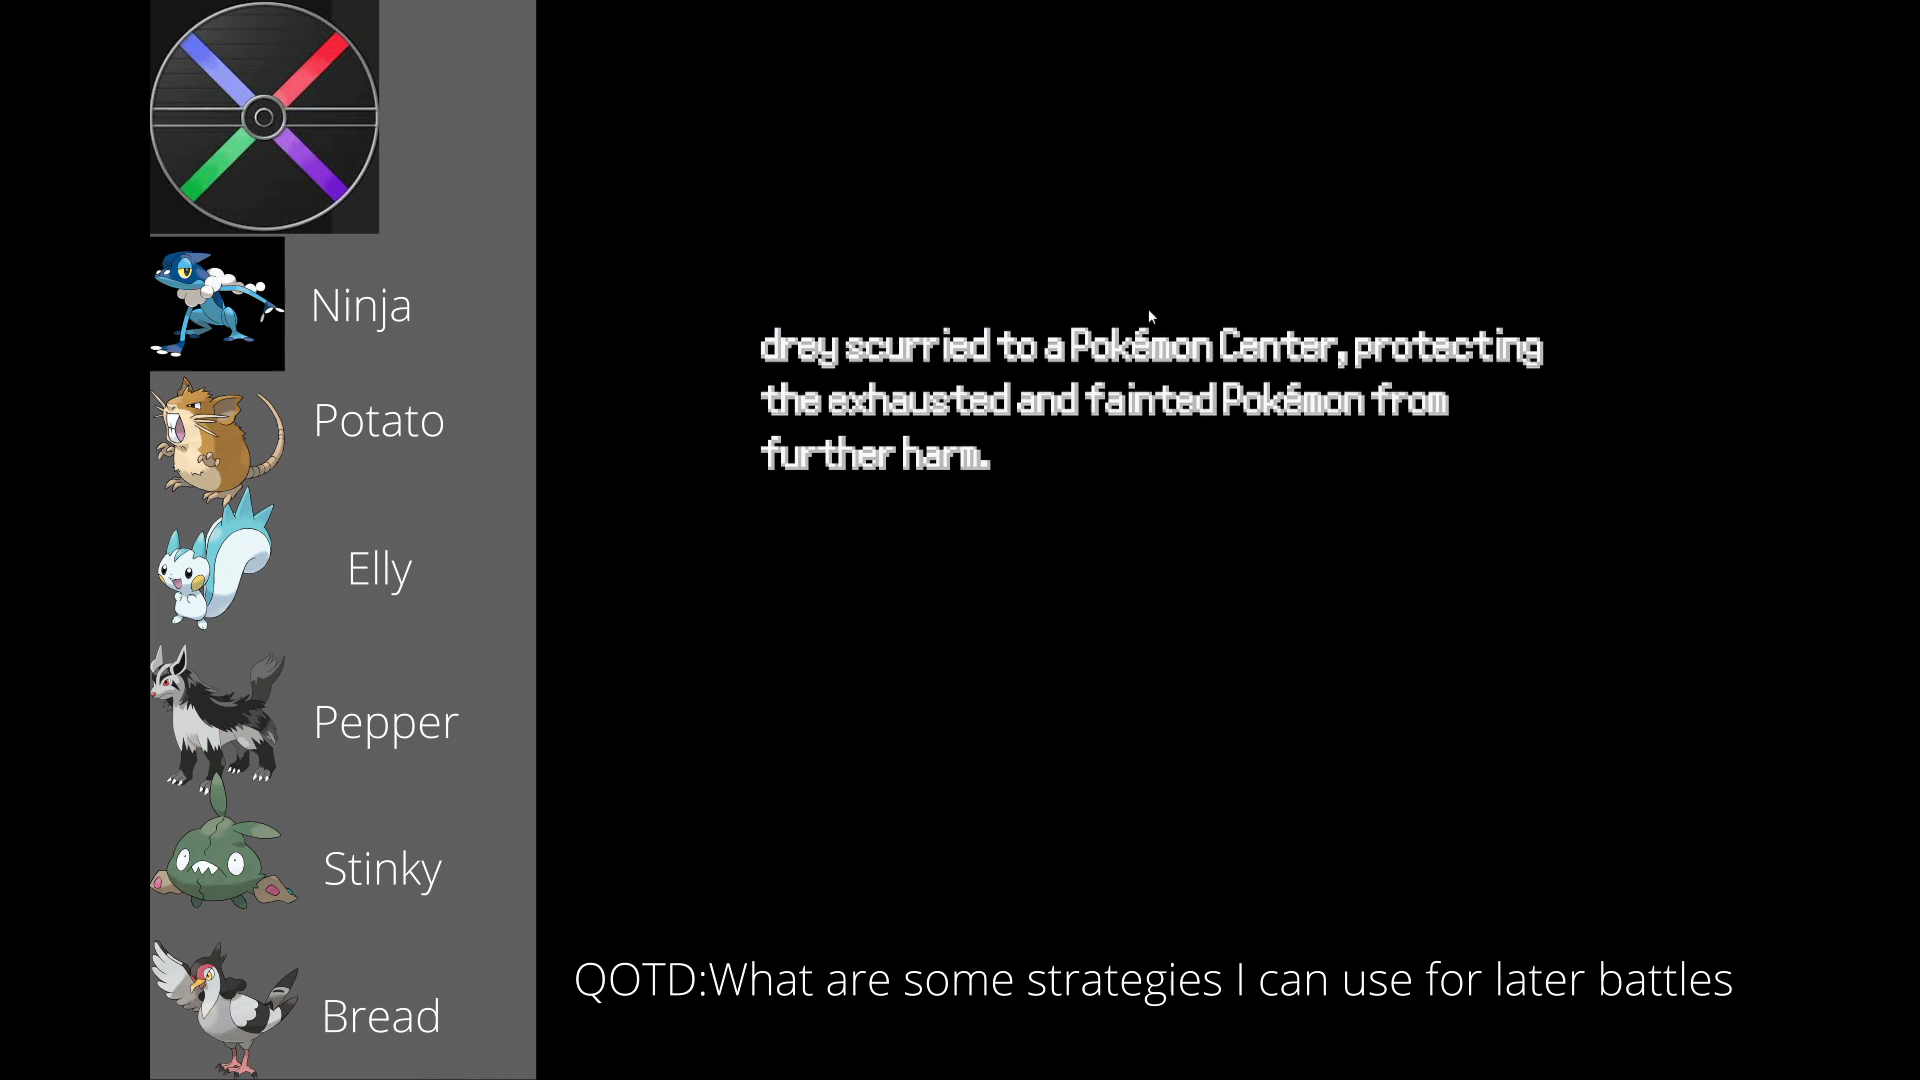 Ninja
Potato
Elly
Pepper
Stinky
Bread
drey scurried to a Pokémon Center, protecting
the exhausted and fainted Pokémon from
further harm.
QOTD:What are some strategies I can use for later battles